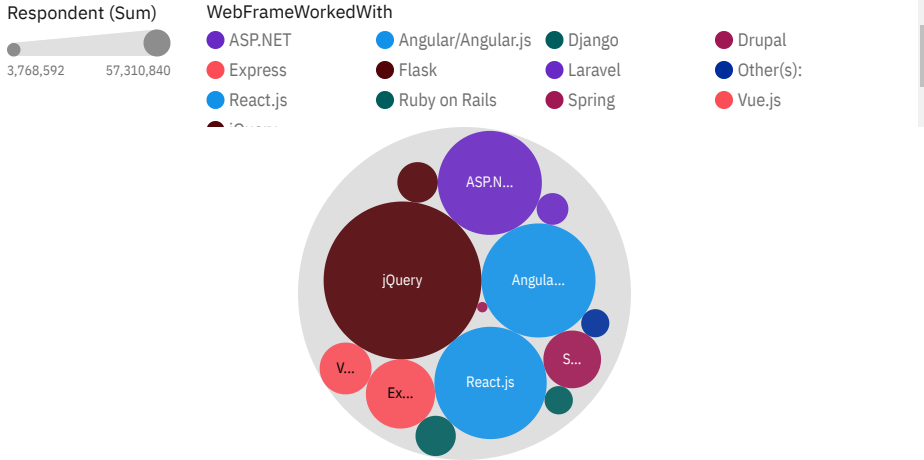 Respondent (Sum)
3,768,592 57,310,840
WebFrameWorkedWith
ASP.NET Angular/Angular.js Django Drupal
Express Flask Laravel Other(s):
React.js Ruby on Rails Spring Vue.js
jQuery
ASP.N...
jQuery
Angula...
S...
V...
React.js
Ex...